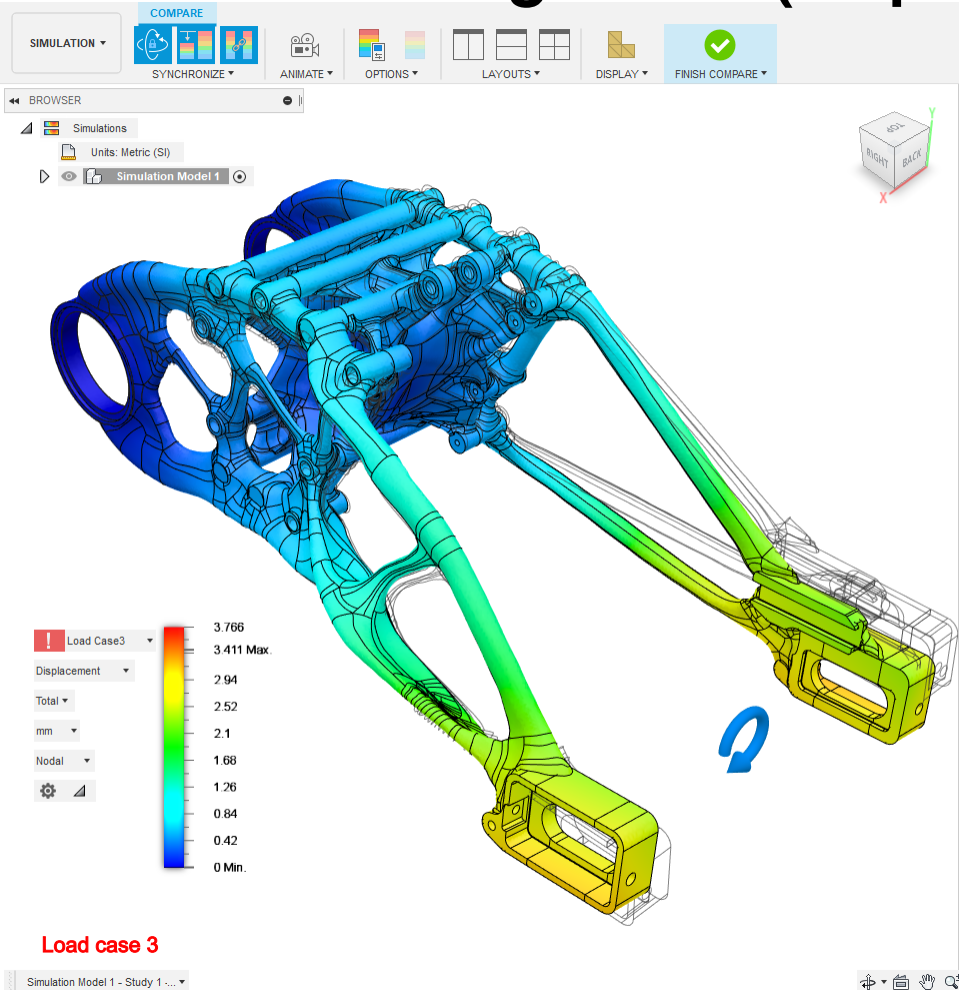 COMPARE
SIMULATION
SYNCHRONIZE
ANIMATE
OPTIONS
LAYOUTS
DISPLAY
FINISH COMPARE
BROWSER
Simulations
Units: Metric (SI)
Simulation Model 1
TOP
RIGHT
BACK
Y
X
Load Case3
Displacement
Total
mm
Nodal
3.766
3.411 Max.
2.94
2.52
2.1
1.68
1.26
0.84
0.42
0 Min.
Load case 3
Simulation Model 1 - Study 1 -...